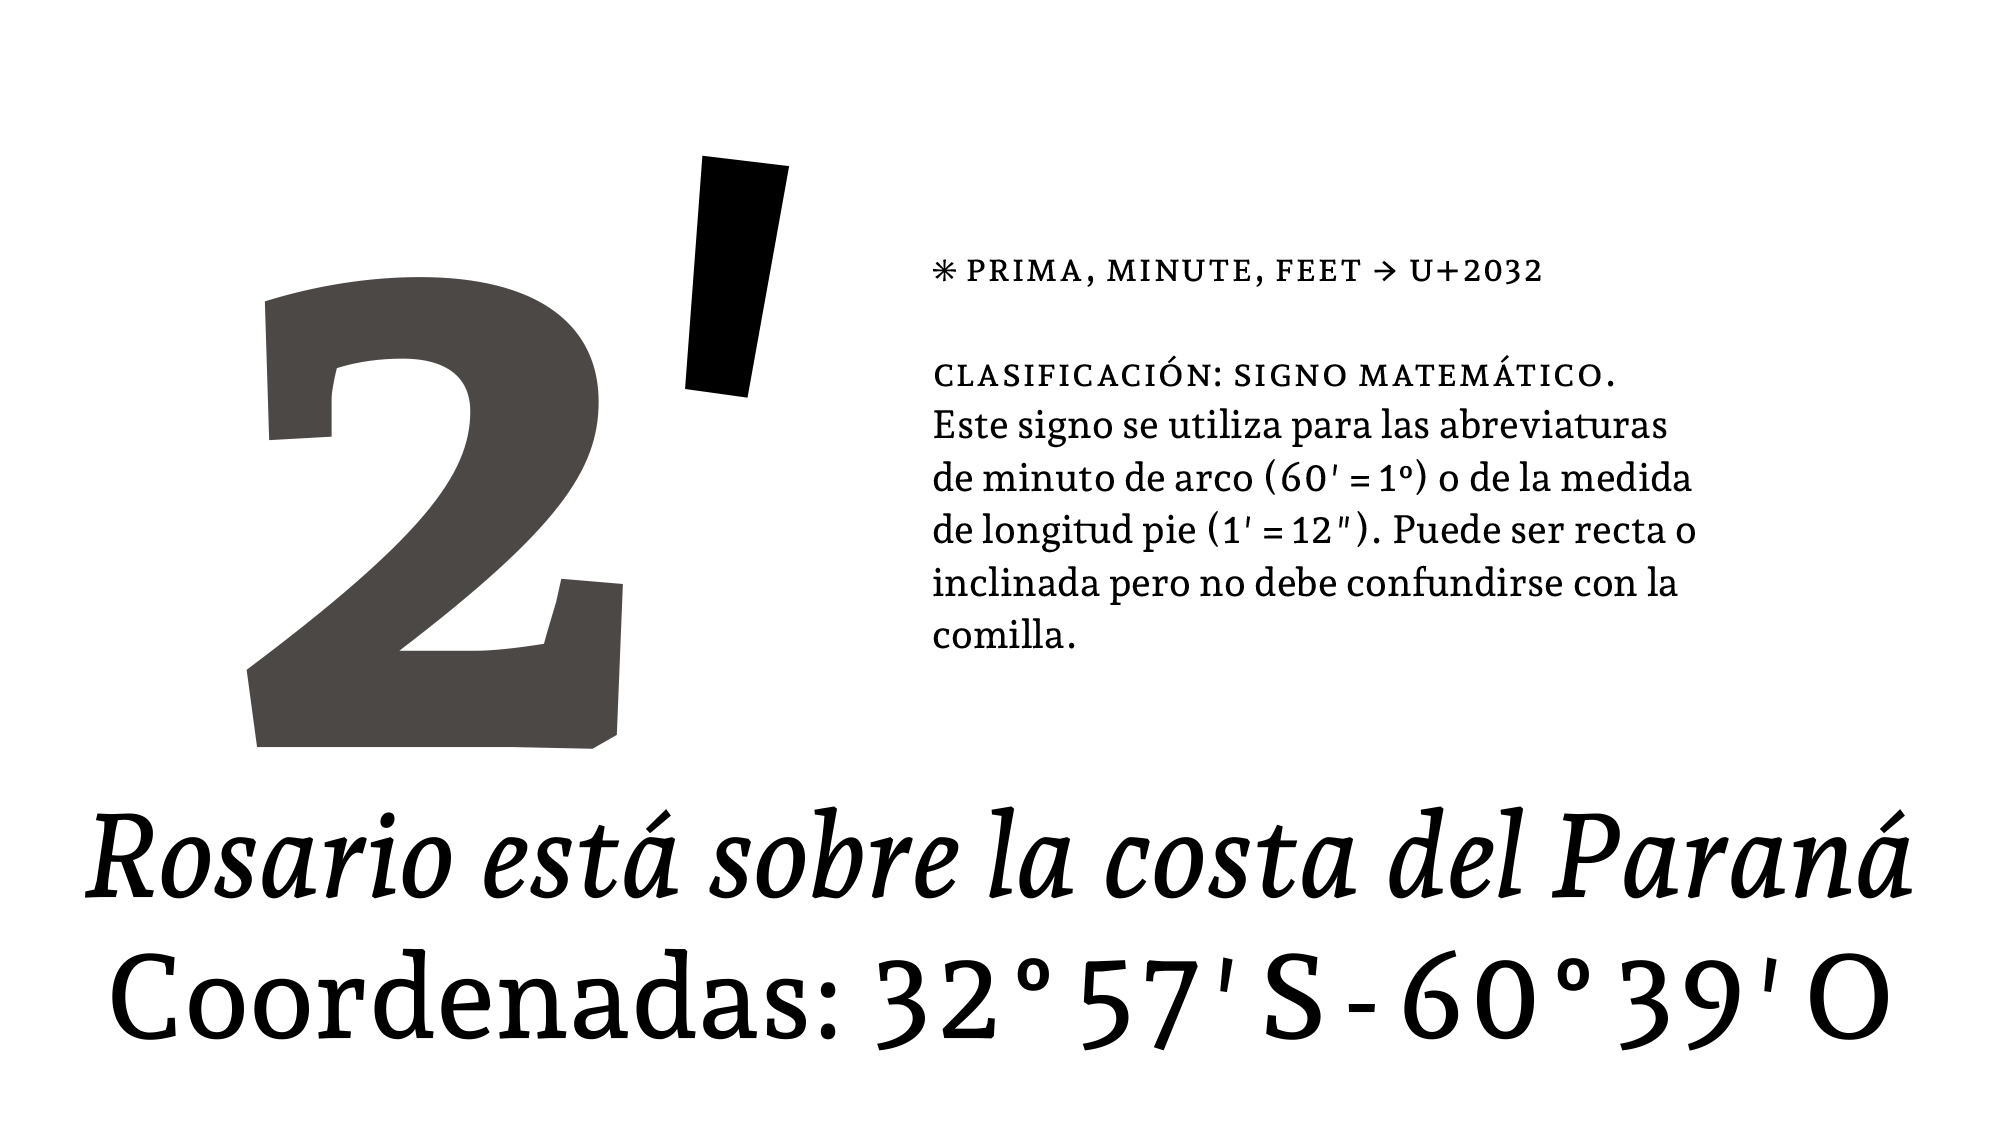 2′
✳ PRIMA, MINUTE, FEET → U+2032
CLASIFICACIÓN: SIGNO MATEMÁTICO.
Este signo se utiliza para las abreviaturas
de minuto de arco (60′ = 1º) o de la medida
de longitud pie (1′ = 12″). Puede ser recta o
inclinada pero no debe confundirse con la
comilla.
Rosario está sobre la costa del Paraná
Coordenadas: 32° 57′ S - 60° 39′ O